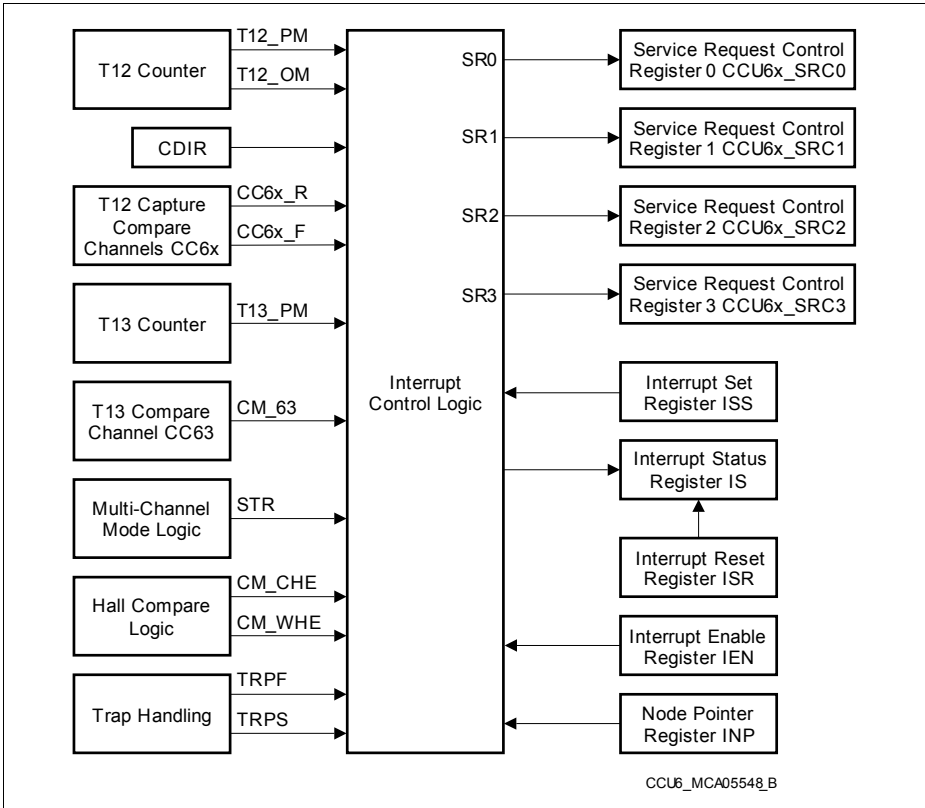 T12 Counter
T12_PM
T12_OM
CDIR
T12 Capture
Compare
Channels CC6x
CC6x_R
CC6x_F
T13 Counter
T13_PM
T13 Compare
Channel CC63
CM_63
Multi-Channel
Mode Logic
STR
Hall Compare
Logic
CM_CHE
CM_WHE
Trap Handling
TRPF
TRPS
Interrupt
Control Logic
SR0
SR1
SR2
SR3
Service Request Control
Register 0 CCU6x_SRC0
Service Request Control
Register 1 CCU6x_SRC1
Service Request Control
Register 2 CCU6x_SRC2
Service Request Control
Register 3 CCU6x_SRC3
Interrupt Set
Register ISS
Interrupt Status
Register IS
Interrupt Reset
Register ISR
Interrupt Enable
Register IEN
Node Pointer
Register INP
CCU6_MCA05548_B